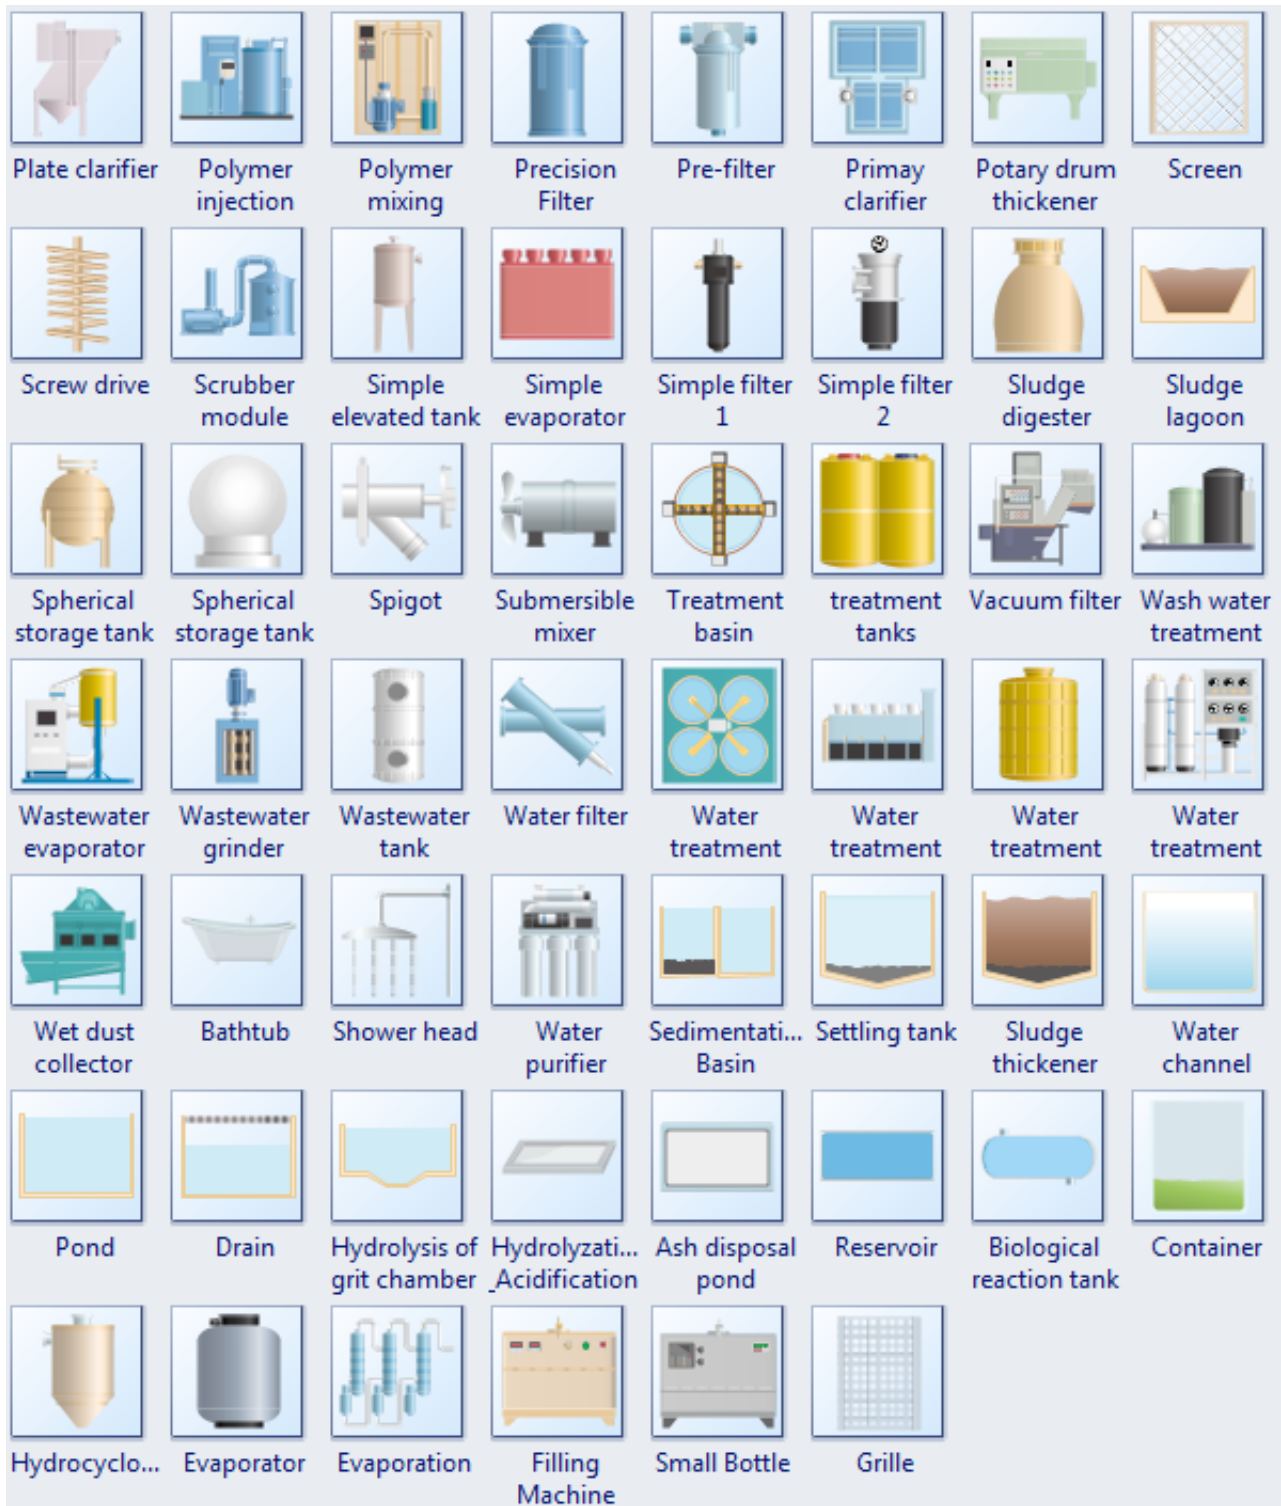 Plate clarifier
Polymer
injection
Polymer
mixing
Precision
Filter
Pre-filter
Primay
clarifier
Potary drum
thickener
Screen
Screw drive
Scrubber
module
Simple
elevated tank
Simple
evaporator
Simple filter
1
Simple filter
2
Sludge
digester
Sludge
lagoon
Spherical
storage tank
Spherical
storage tank
Spigot
Submersible
mixer
Treatment
basin
treatment
tanks
Vacuum filter
Wash water
treatment
Wastewater
evaporator
Wastewater
grinder
Wastewater
tank
Water filter
Water
treatment
Water
treatment
Water
treatment
Water
treatment
Wet dust
collector
Bathtub
Shower head
Water
purifier
Sedimentati...
Basin
Settling tank
Sludge
thickener
Water
channel
Pond
Drain
Hydrolysis of
grit chamber
Hydrolyzati...
_Acidification
Ash disposal
pond
Reservoir
Biological
reaction tank
Container
Hydrocyclo...
Evaporator
Evaporation
Filling
Machine
Small Bottle
Grille